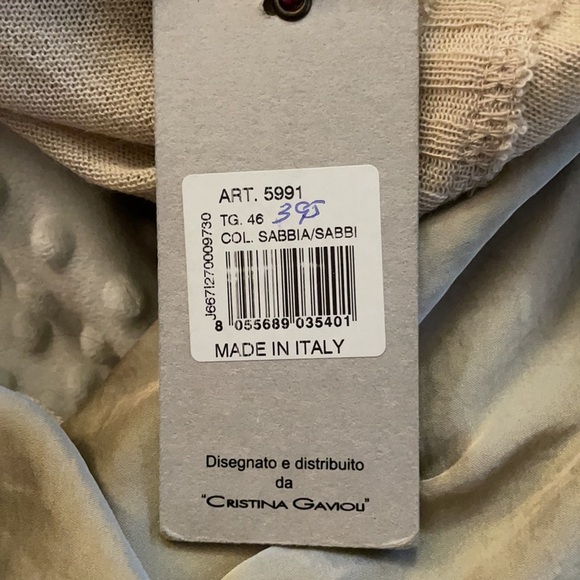 ART. 5991
TG. 46 395
COL. SABBIA/SABBI
J667I270009730
8 055689 035401
MADE IN ITALY
Disegnato e distribuito
da
"CRISTINA GAVIOLI"